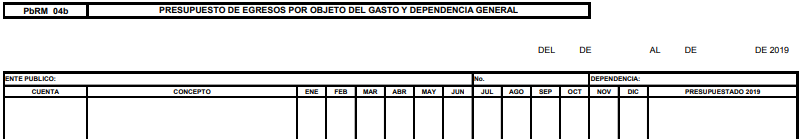 PbRM 04b PRESUPUESTO DE EGRESOS POR OBJETO DEL GASTO Y DEPENDENCIA GENERAL
DEL DE AL DE DE 2019
ENTE PUBLICO: No. DEPENDENCIA:
CUENTA CONCEPTO ENE FEB MAR ABR MAY JUN JUL AGO SEP OCT NOV DIC PRESUPUESTADO 2019